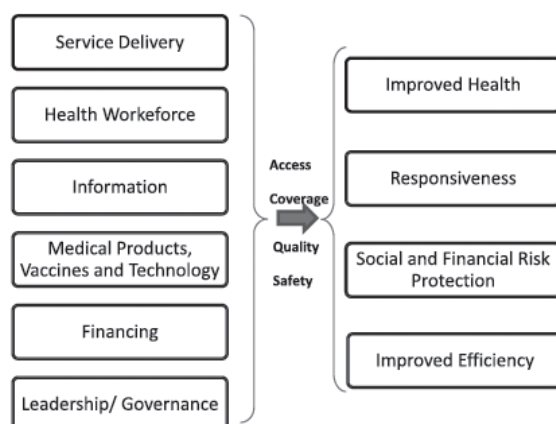 Service Delivery
Health Workeforce
Information
Medical Products,
Vaccines and Technology
Financing
Leadership/ Governance
Access
Coverage
Quality
Safety
Improved Health
Responsiveness
Social and Financial Risk
Protection
Improved Efficiency